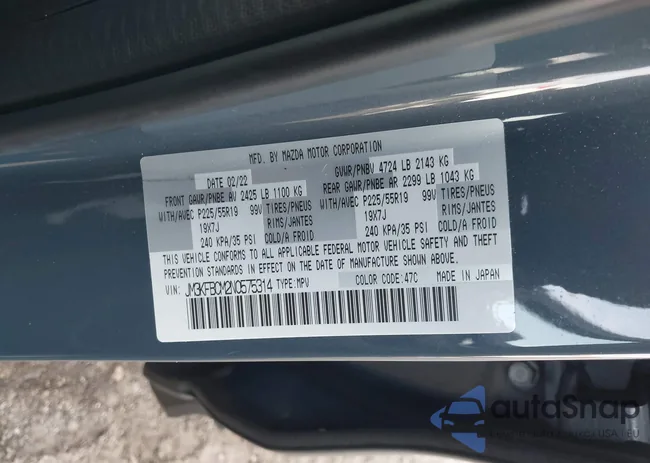 MFD. BY MAZDA MOTOR CORPORATION
DATE 02/22 GVWR/PNBV 4724 LB 2143 KG
FRONT GAWR/PNBE AV 2425 LB 1100 KG REAR GAWR/PNBE AR 2299 LB 1043 KG
WITH/AVEC P225/55R19 99V TIRES/PNEUS WITH/AVEC P225/55R19 99V TIRES/PNEUS
19X7J RIMS/JANTES 19X7J RIMS/JANTES
240 KPA/35 PSI COLD/A FROID 240 KPA/35 PSI COLD/A FROID
THIS VEHICLE CONFORMS TO ALL APPLICABLE FEDERAL MOTOR VEHICLE SAFETY AND THEFT
PREVENTION STANDARDS IN EFFECT ON THE DATE OF MANUFACTURE SHOWN ABOVE.
VIN: JM3KFBCM2N0575314 TYPE:MPV COLOR CODE: 47C MADE IN JAPAN
autoSnap